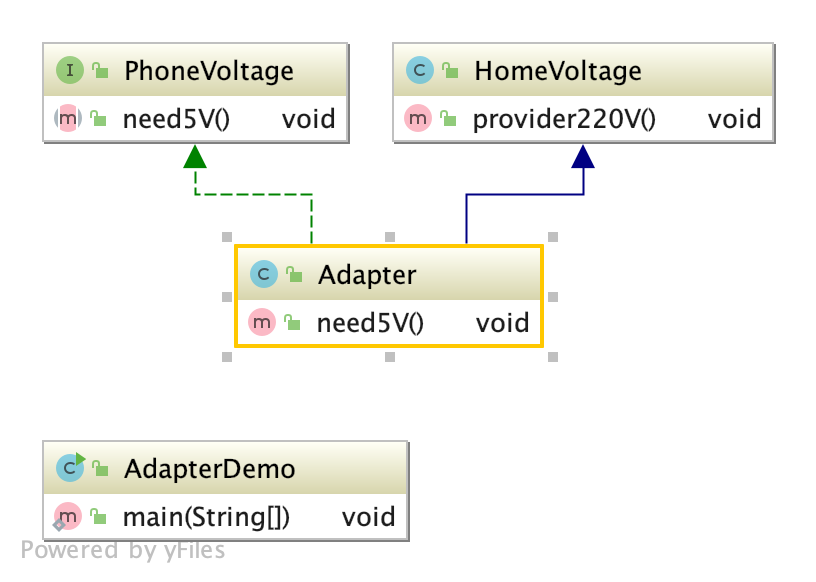 PhoneVoltage
need5V() void
HomeVoltage
provider220V() void
Adapter
need5V() void
AdapterDemo
main(String[]) void
Powered by yFiles